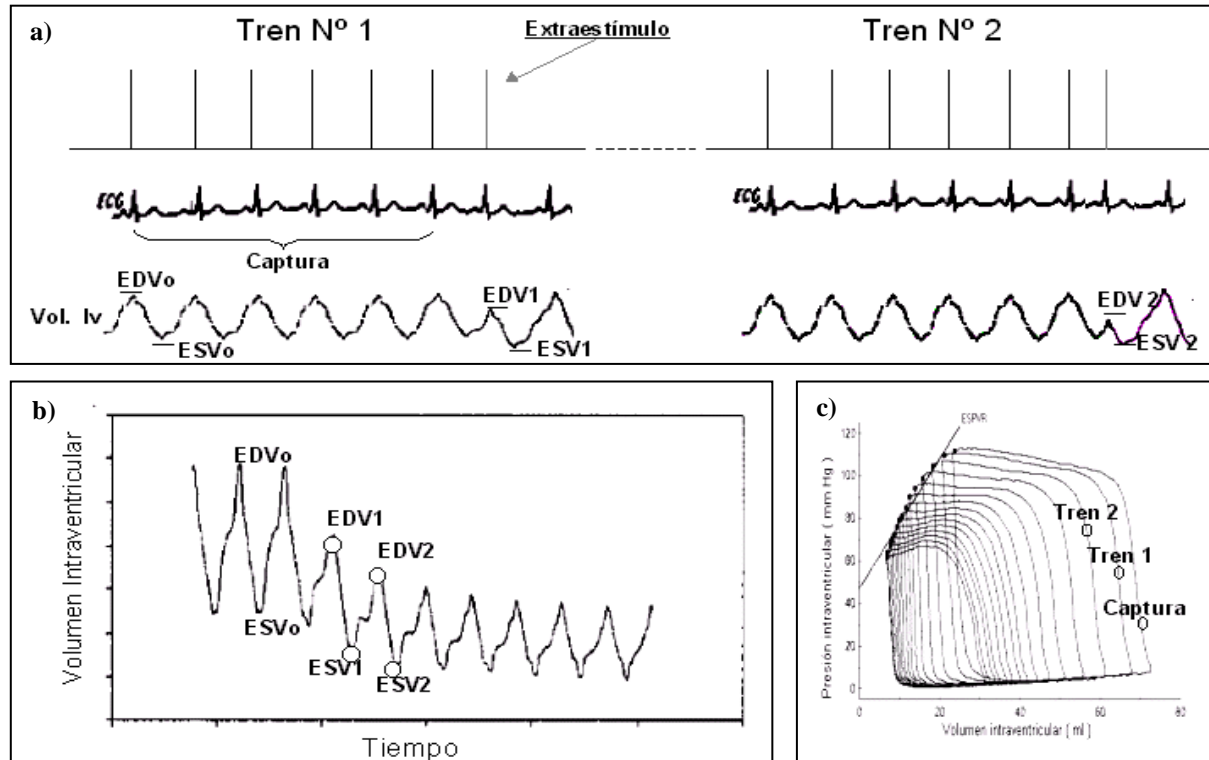 a)
Tren Nº 1
Extraestímulo
Tren Nº 2
ECG
ECG
Captura
EDVo
EDV1
EDV 2
Vol. Iv
ESVo
ESV1
ESV 2
b)
Volumen Intraventricular
EDVo
EDV1
EDV2
ESVo
ESV1
ESV2
Tiempo
c)
ESPVR
Presión intraventricular ( mm Hg )
120
100
80
60
40
20
0
Tren 2
Tren 1
Captura
0 20 40 60 80
Volumen intraventricular ( ml )